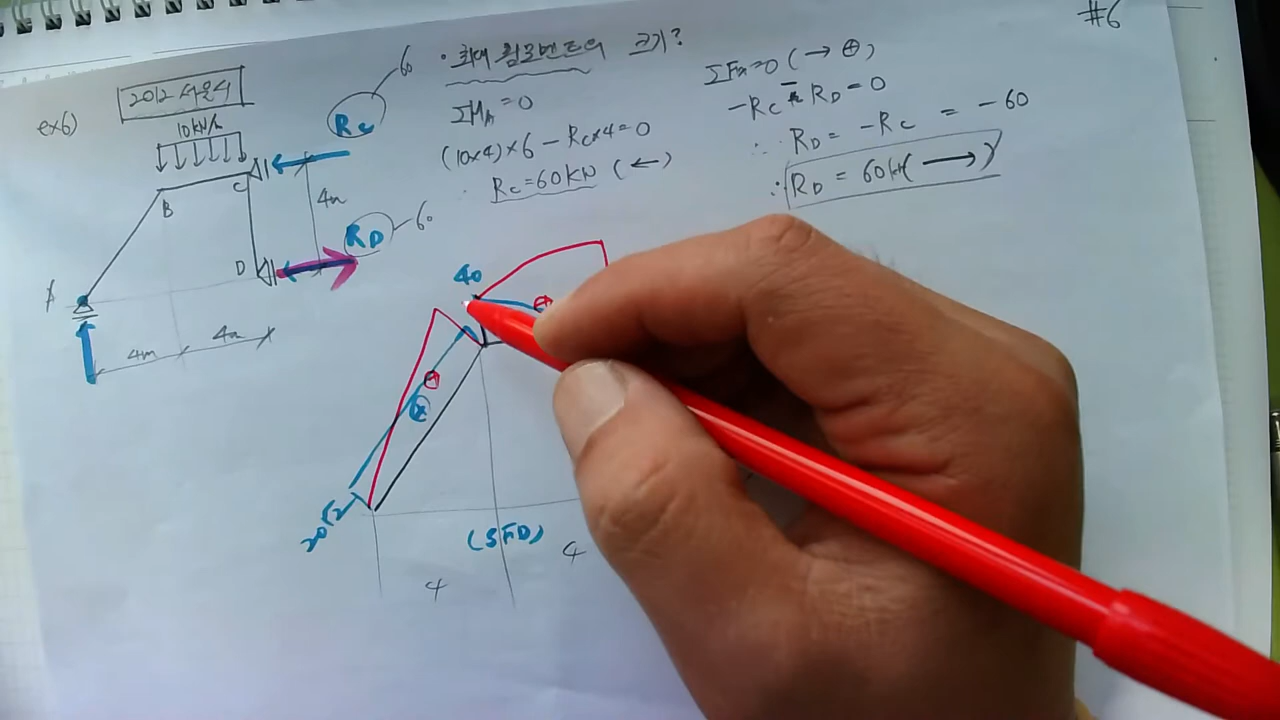 #6
ex6)
2012 서울시
10kN/m
B
C
D
A
4m
4m
4m
Rc
60
RD
60
· 최대 휨모멘트의 크기?
ΣMA=0
(10×4)×6 - Rc×4=0
∴ Rc=60kN (←)
ΣFx=0 (→ ⊕)
-Rc - RD = 0
∴ RD = -Rc = -60
∴ RD = 60kN (→)
40
⊕
⊕
⊕
20√2
(SFD)
4
4